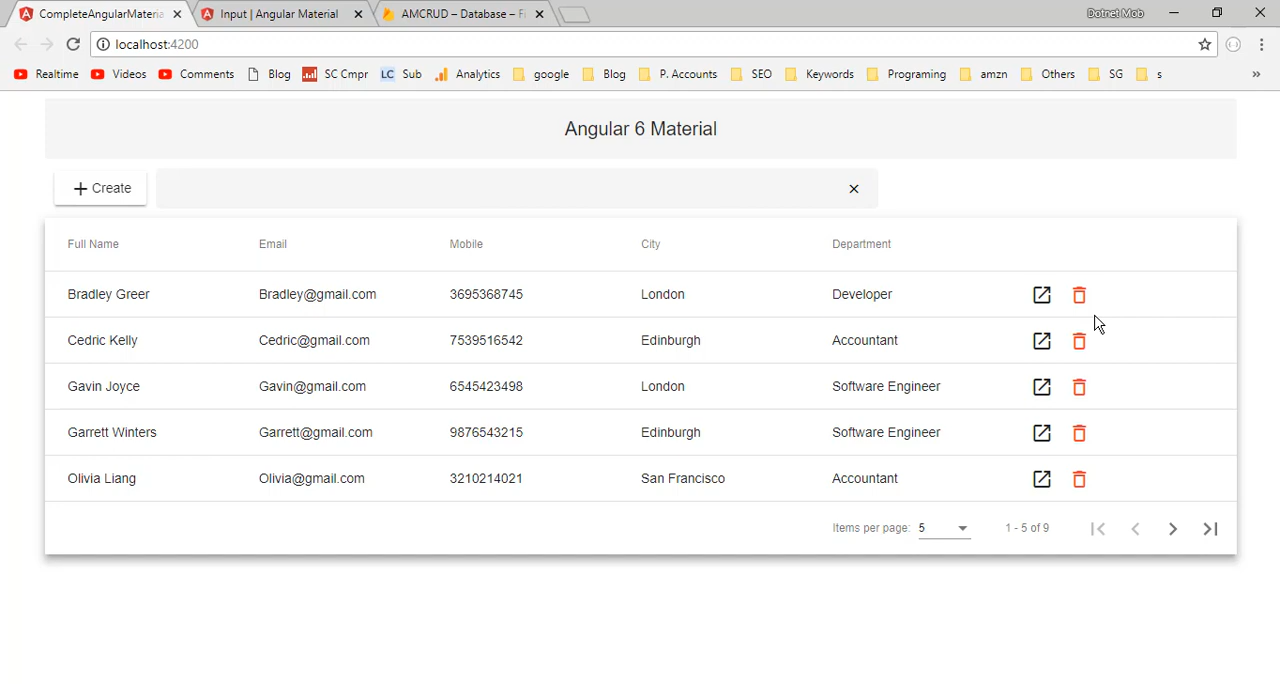 CompleteAngularMateria
Input | Angular Material
AMCRUD – Database – Fi
Dotnet Mob
localhost:4200
Realtime Videos Comments Blog SC Cmpr LC Sub Analytics google Blog P. Accounts SEO Keywords Programing amzn Others SG s »
Angular 6 Material
+ Create
Full Name Email Mobile City Department
Bradley Greer Bradley@gmail.com 3695368745 London Developer
Cedric Kelly Cedric@gmail.com 7539516542 Edinburgh Accountant
Gavin Joyce Gavin@gmail.com 6545423498 London Software Engineer
Garrett Winters Garrett@gmail.com 9876543215 Edinburgh Software Engineer
Olivia Liang Olivia@gmail.com 3210214021 San Francisco Accountant
Items per page: 5 1 - 5 of 9